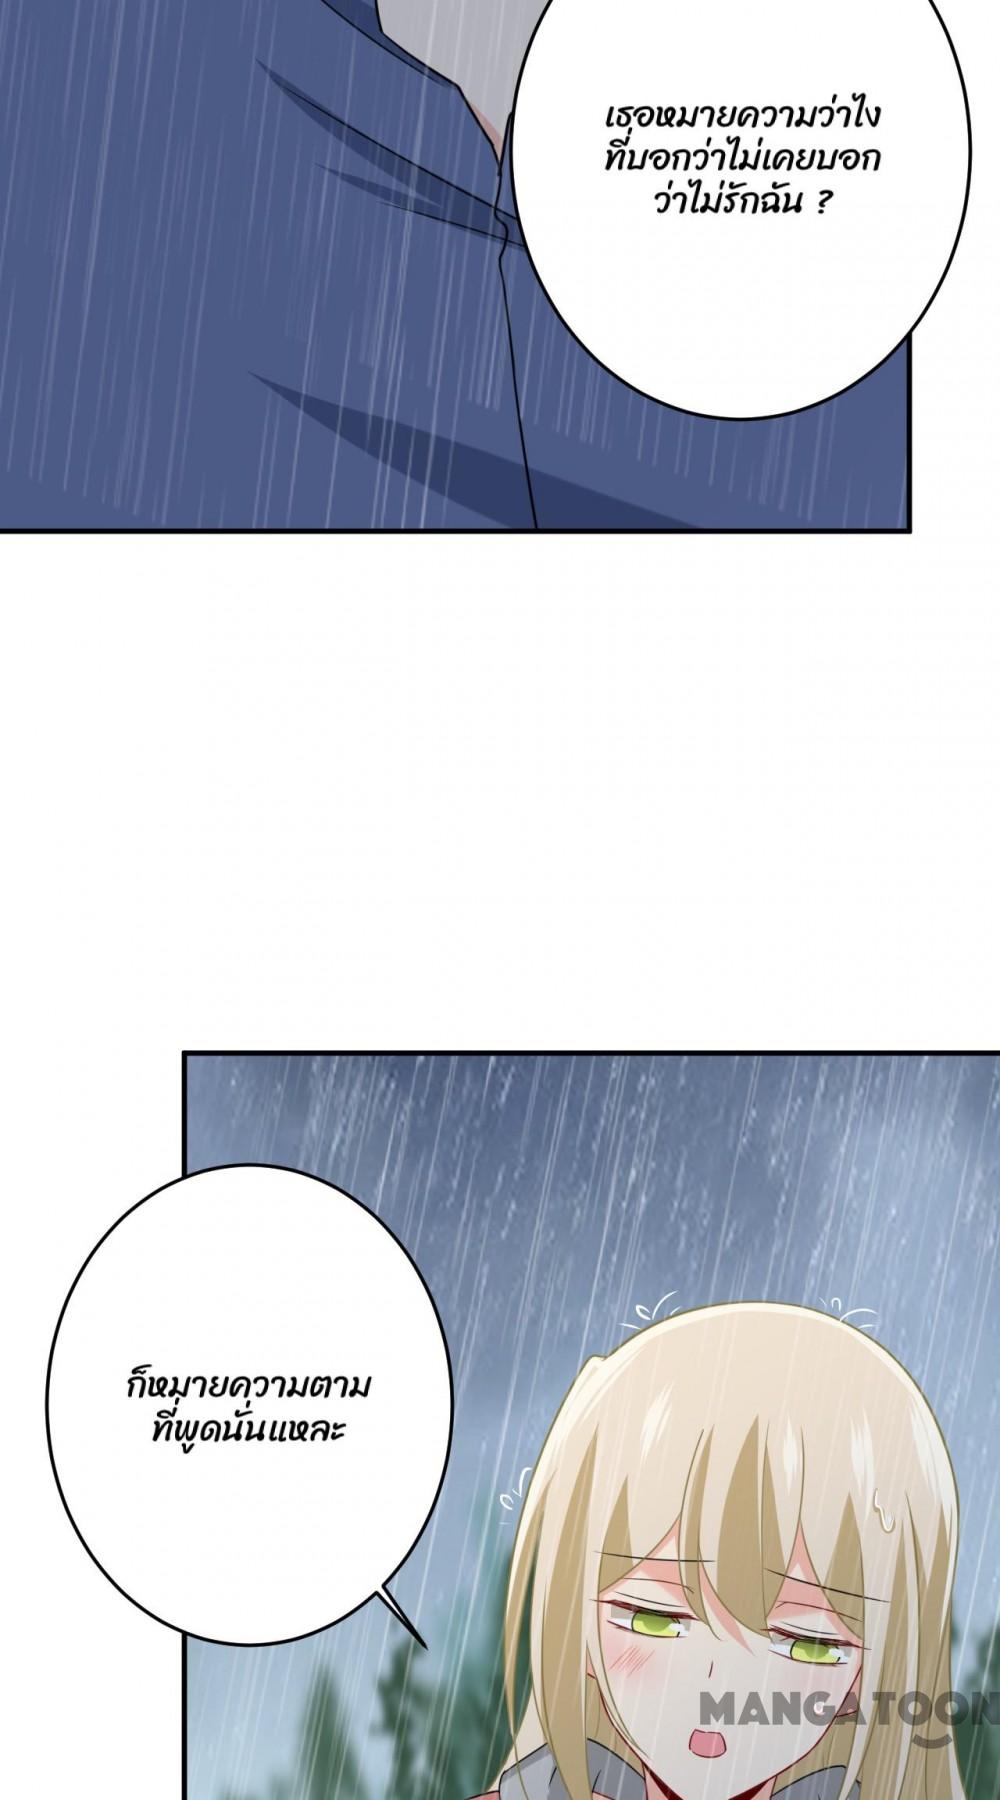 เธอหมายความว่าไง
ที่บอกว่าไม่เคยบอก
ว่าไม่รักฉัน ?
ก็หมายความตาม
ที่พูดนั่นแหละ
MANGATOON